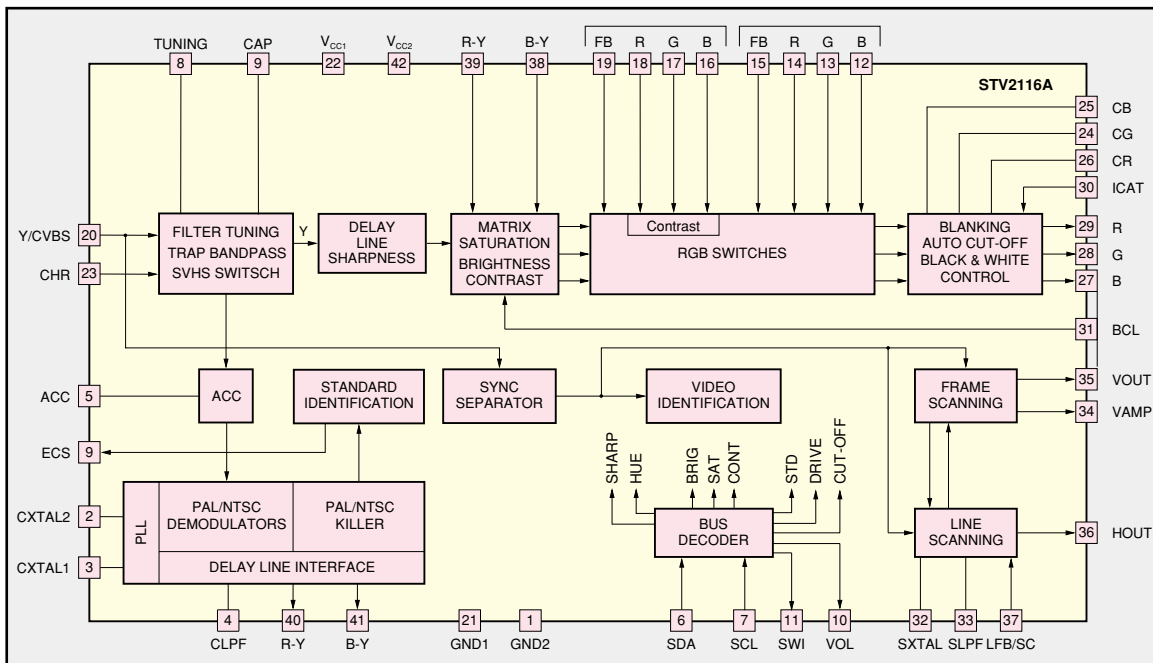 TUNING CAP VCC1 VCC2 R-Y B-Y FB R G B FB R G B
8 9 22 42 39 38 19 18 17 16 15 14 13 12
STV2116A
25 CB
24 CG
26 CR
30 ICAT
29 R
28 G
27 B
31 BCL
35 VOUT
34 VAMP
36 HOUT
Y/CVBS 20
CHR 23
ACC 5
ECS 9
CXTAL2 2
CXTAL1 3
FILTER TUNING
TRAP BANDPASS
SVHS SWITSCH
Y
DELAY
LINE
SHARPNESS
MATRIX
SATURATION
BRIGHTNESS
CONTRAST
Contrast
RGB SWITCHES
BLANKING
AUTO CUT-OFF
BLACK & WHITE
CONTROL
ACC
STANDARD
IDENTIFICATION
SYNC
SEPARATOR
VIDEO
IDENTIFICATION
FRAME
SCANNING
SHARP
HUE
BRIG
SAT
CONT
STD
DRIVE
CUT-OFF
PLL
PAL/NTSC
DEMODULATORS
PAL/NTSC
KILLER
DELAY LINE INTERFACE
BUS
DECODER
LINE
SCANNING
4 40 41 21 1 6 7 11 10 32 33 37
CLPF R-Y B-Y GND1 GND2 SDA SCL SWI VOL SXTAL SLPF LFB/SC